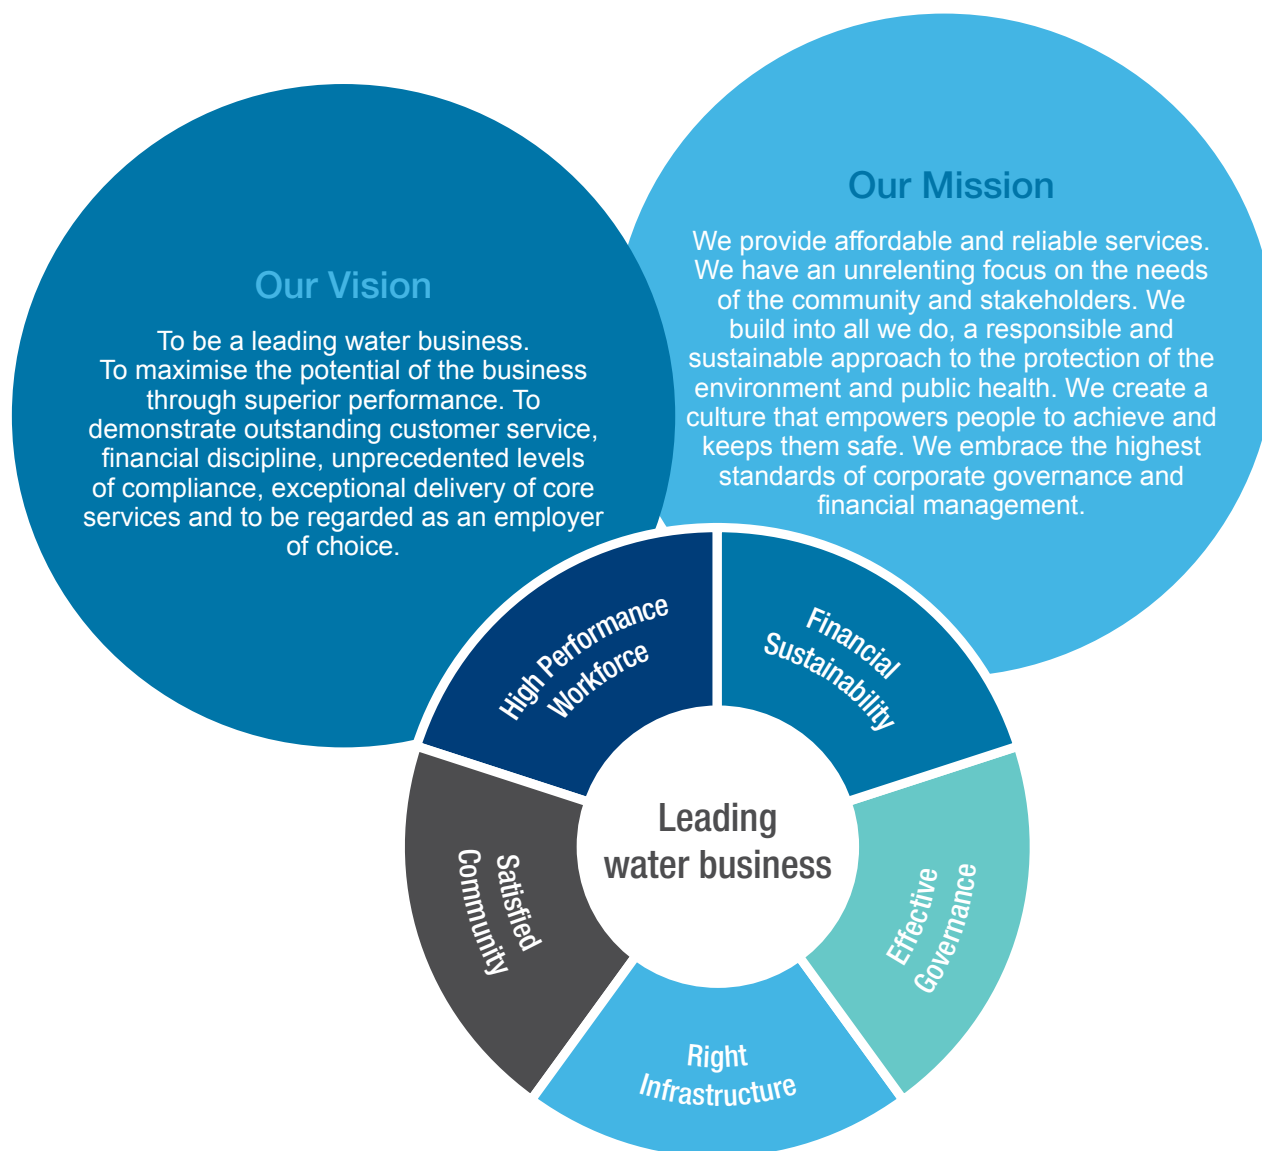 Our Vision
To be a leading water business.
To maximise the potential of the business
through superior performance. To
demonstrate outstanding customer service,
financial discipline, unprecedented levels
of compliance, exceptional delivery of core
services and to be regarded as an employer
of choice.
Our Mission
We provide affordable and reliable services.
We have an unrelenting focus on the needs
of the community and stakeholders. We
build into all we do, a responsible and
sustainable approach to the protection of the
environment and public health. We create a
culture that empowers people to achieve and
keeps them safe. We embrace the highest
standards of corporate governance and
financial management.
High Performance
Workforce
Financial
Sustainability
Effective
Governance
Right
Infrastructure
Satisfied
Community
Leading
water business